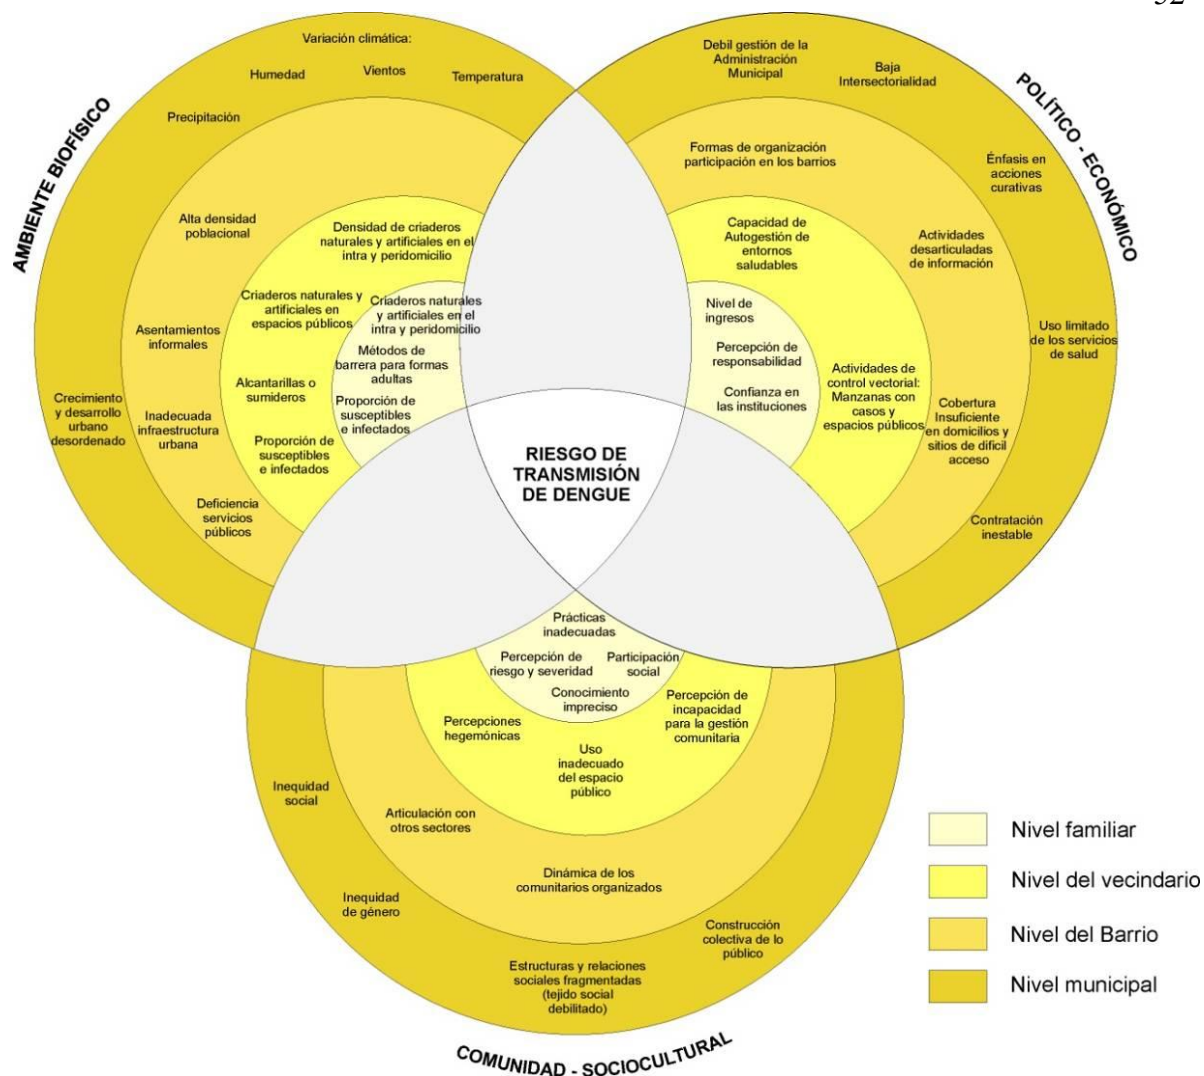 Variación climática:
Humedad
Vientos
Temperatura
Precipitación
AMBIENTE BIOFÍSICO
Alta densidad
poblacional
Densidad de criaderos
naturales y artificiales en el
intra y peridomicilio
Criaderos naturales y
artificiales en
espacios públicos
Criaderos naturales
y artificiales en el
intra y peridomicilio
Asentamientos
informales
Métodos de
barrera para formas
adultas
Alcantarillas o
sumideros
Proporción de
susceptibles
e infectados
Crecimiento
y desarrollo
urbano
desordenado
Inadecuada
infraestructura
urbana
Proporción de
susceptibles
e infectados
Deficiencia
servicios
públicos
Debil gestión de la
Administración
Municipal
Baja
Intersectorialidad
POLÍTICO - ECONÓMICO
Formas de organización
participación en los barrios
Énfasis en
acciones
curativas
Capacidad de
Autogestión de
entornos
saludables
Actividades
desarticuladas
de información
Nivel de
ingresos
Percepción de
responsabilidad
Confianza en
las instituciones
Uso limitado
de los servicios
de salud
Actividades de
control vectorial:
Manzanas con
casos y
espacios públicos
Cobertura
Insuficiente
en domicilios y
sitios de dificil
acceso
Contratación
inestable
RIESGO DE
TRANSMISIÓN
DE DENGUE
Prácticas
inadecuadas
Percepción de
riesgo y severidad
Participación
social
Conocimiento
impreciso
Percepciones
hegemónicas
Uso
inadecuado
del espacio
público
Percepción de
incapacidad
para la gestión
comunitaria
Inequidad
social
Articulación con
otros sectores
Dinámica de los
comunitarios organizados
Inequidad
de género
Construcción
colectiva de lo
público
Estructuras y relaciones
sociales fragmentadas
(tejido social
debilitado)
COMUNIDAD - SOCIOCULTURAL
Nivel familiar
Nivel del vecindario
Nivel del Barrio
Nivel municipal